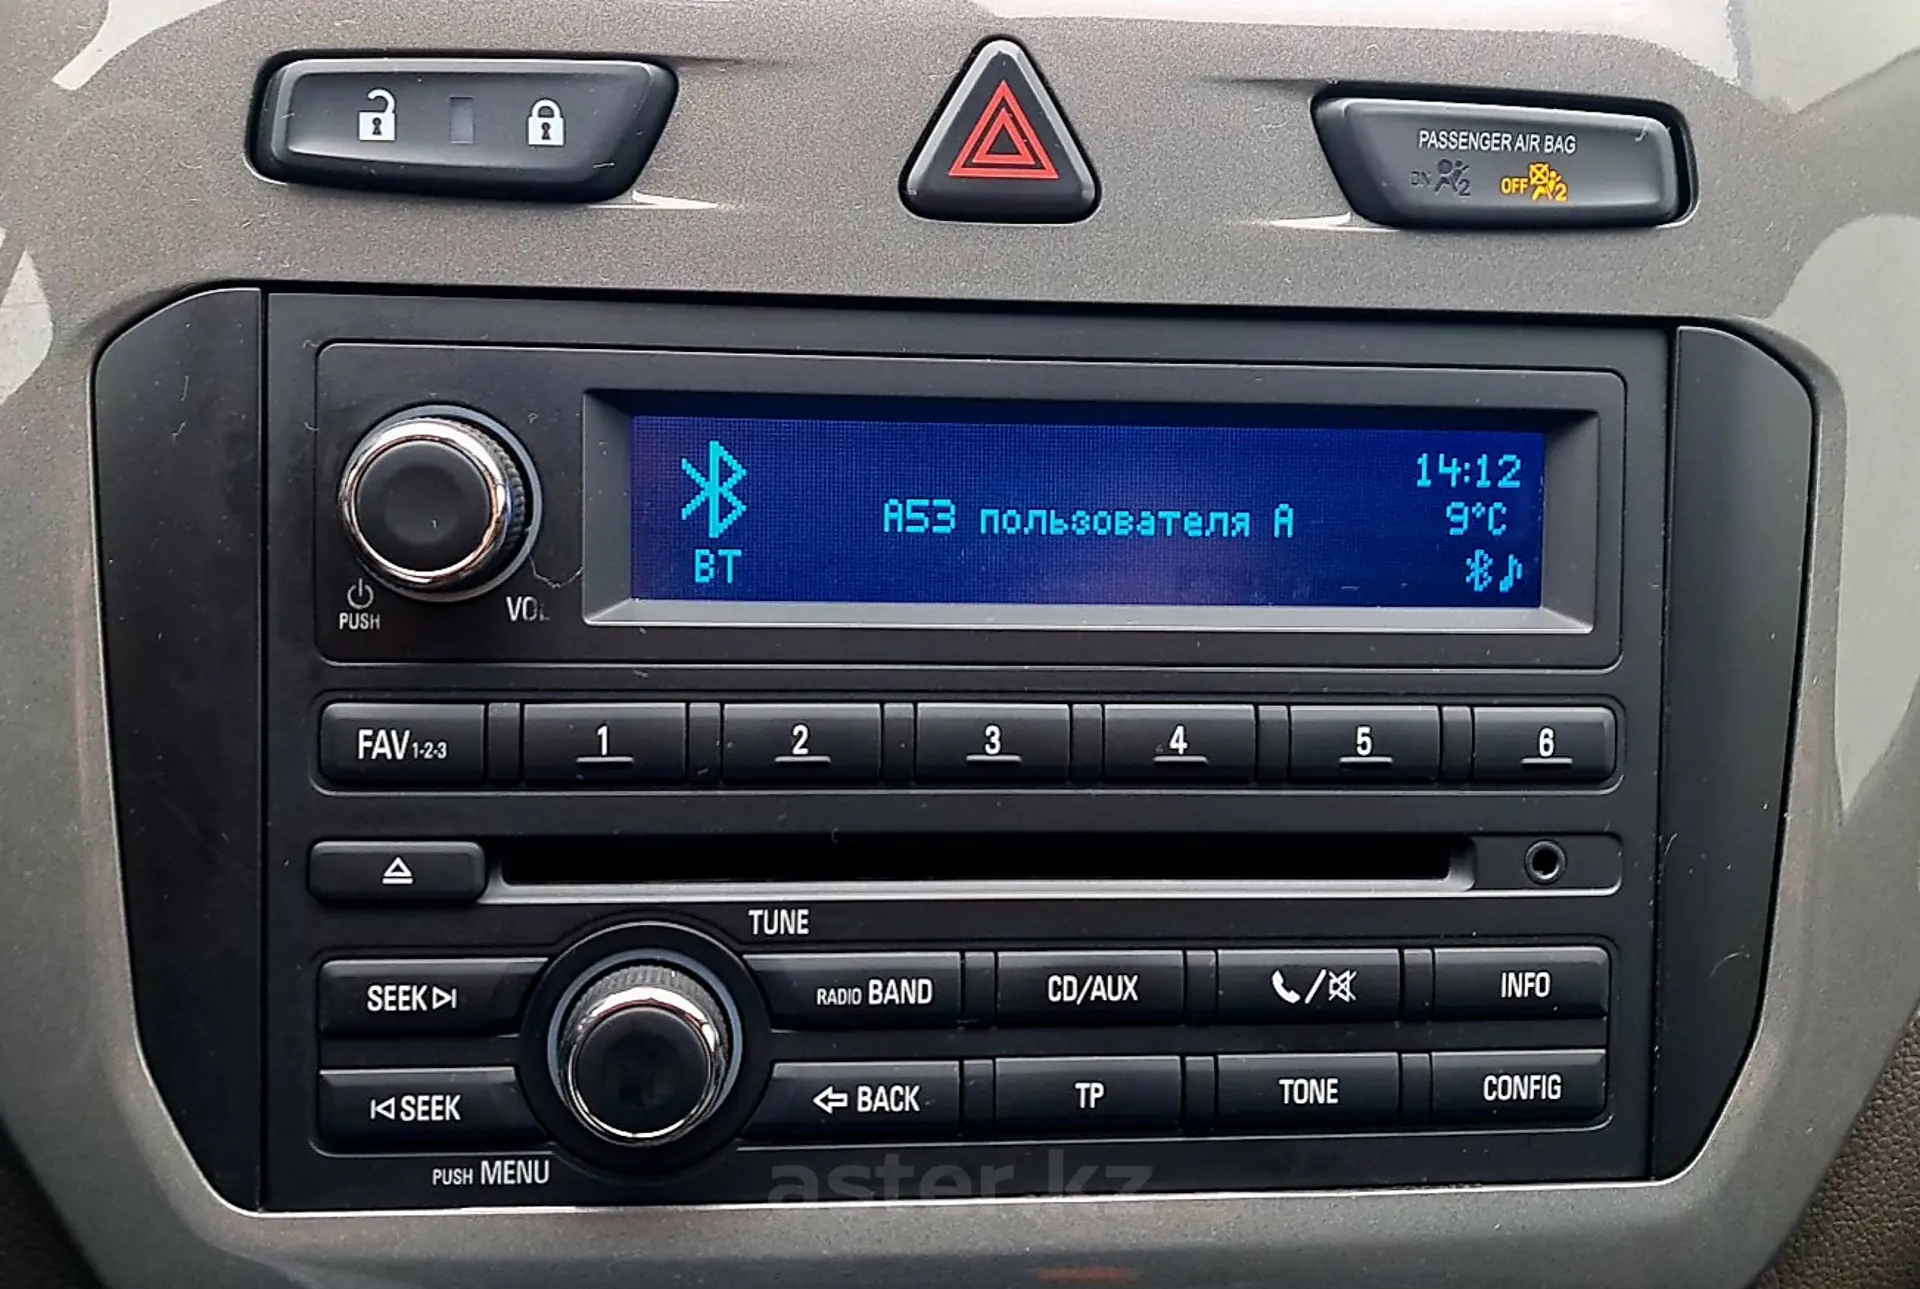 PASSENGER AIR BAG
ON 2 OFF 2
14:12
A53 пользователя A
9°C
BT
PUSH
VOL
FAV 1-2-3
1
2
3
4
5
6
TUNE
SEEK
RADIO BAND
CD/AUX
INFO
SEEK
BACK
TP
TONE
CONFIG
PUSH MENU
aster.kz